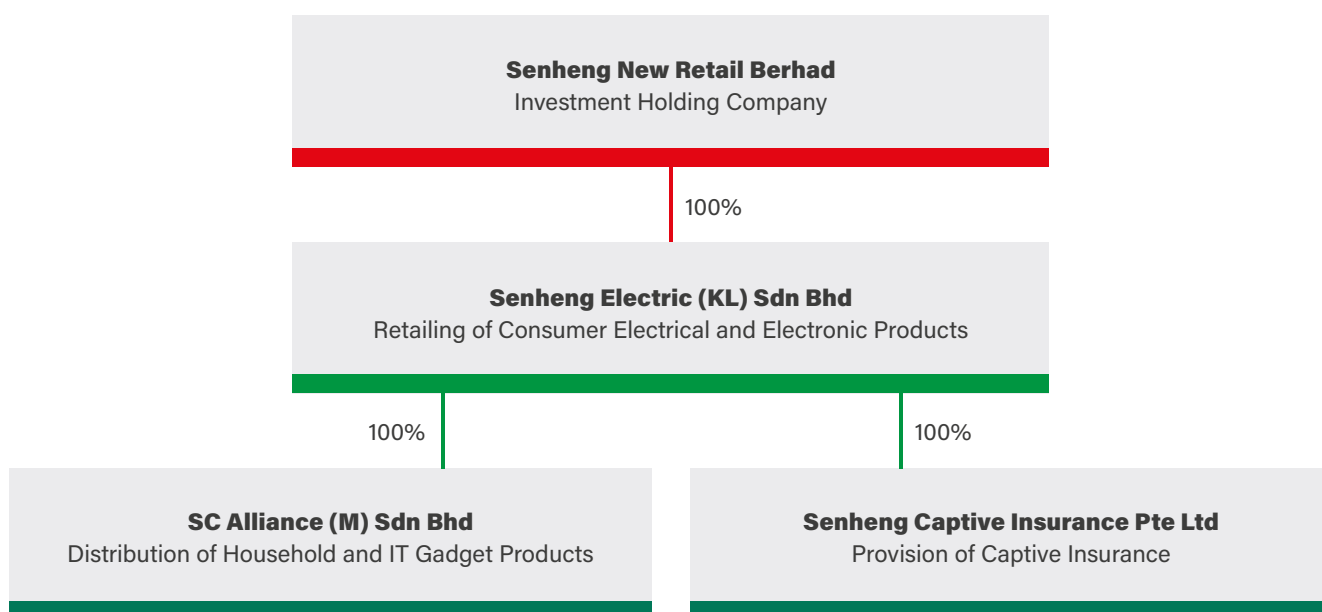 Senheng New Retail Berhad
Investment Holding Company
100%
Senheng Electric (KL) Sdn Bhd
Retailing of Consumer Electrical and Electronic Products
100%
100%
SC Alliance (M) Sdn Bhd
Distribution of Household and IT Gadget Products
Senheng Captive Insurance Pte Ltd
Provision of Captive Insurance